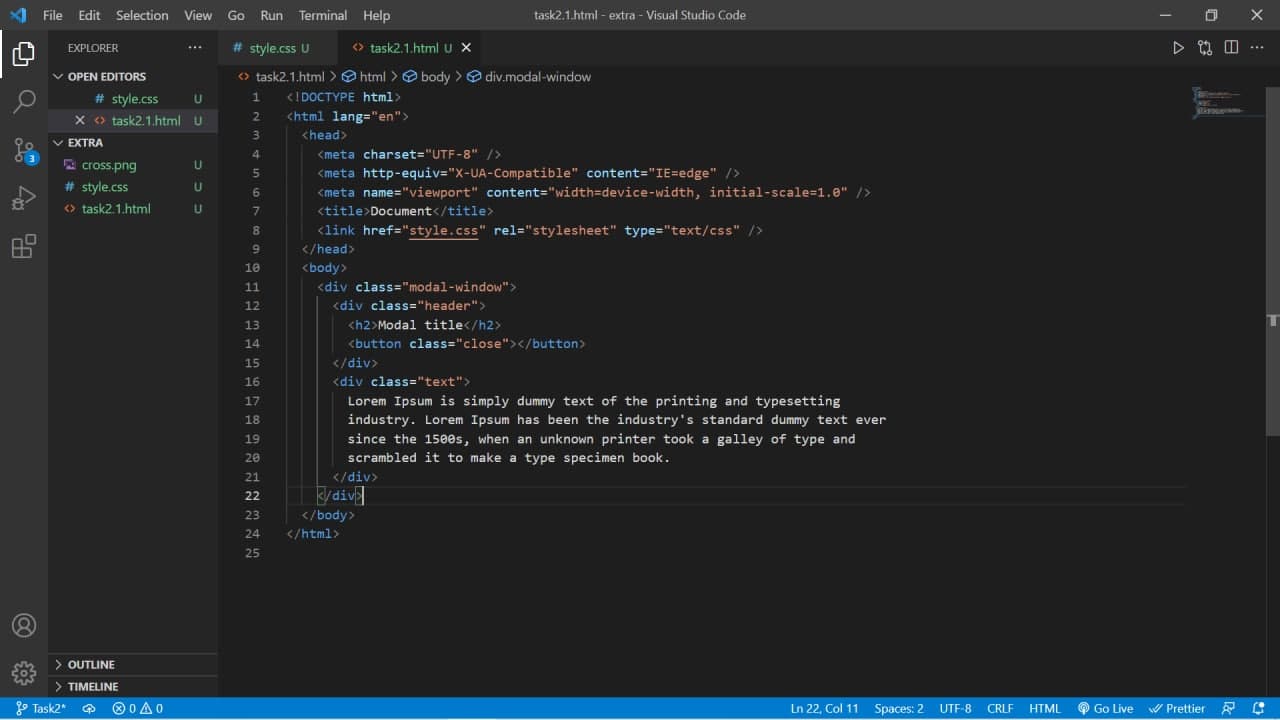 File Edit Selection View Go Run Terminal Help task2.1.html - extra - Visual Studio Code
EXPLORER
OPEN EDITORS
# style.css U
<> task2.1.html U
EXTRA
cross.png U
# style.css U
<> task2.1.html U
OUTLINE
TIMELINE
3
# style.css U <> task2.1.html U
<> task2.1.html > html > body > div.modal-window
1 <!DOCTYPE html>
2 <html lang="en">
3 <head>
4 <meta charset="UTF-8" />
5 <meta http-equiv="X-UA-Compatible" content="IE=edge" />
6 <meta name="viewport" content="width=device-width, initial-scale=1.0" />
7 <title>Document</title>
8 <link href="style.css" rel="stylesheet" type="text/css" />
9 </head>
10 <body>
11 <div class="modal-window">
12 <div class="header">
13 <h2>Modal title</h2>
14 <button class="close"></button>
15 </div>
16 <div class="text">
17 Lorem Ipsum is simply dummy text of the printing and typesetting
18 industry. Lorem Ipsum has been the industry's standard dummy text ever
19 since the 1500s, when an unknown printer took a galley of type and
20 scrambled it to make a type specimen book.
21 </div>
22 </div>
23 </body>
24 </html>
25
Task2* 0 0 Ln 22, Col 11 Spaces: 2 UTF-8 CRLF HTML Go Live Prettier